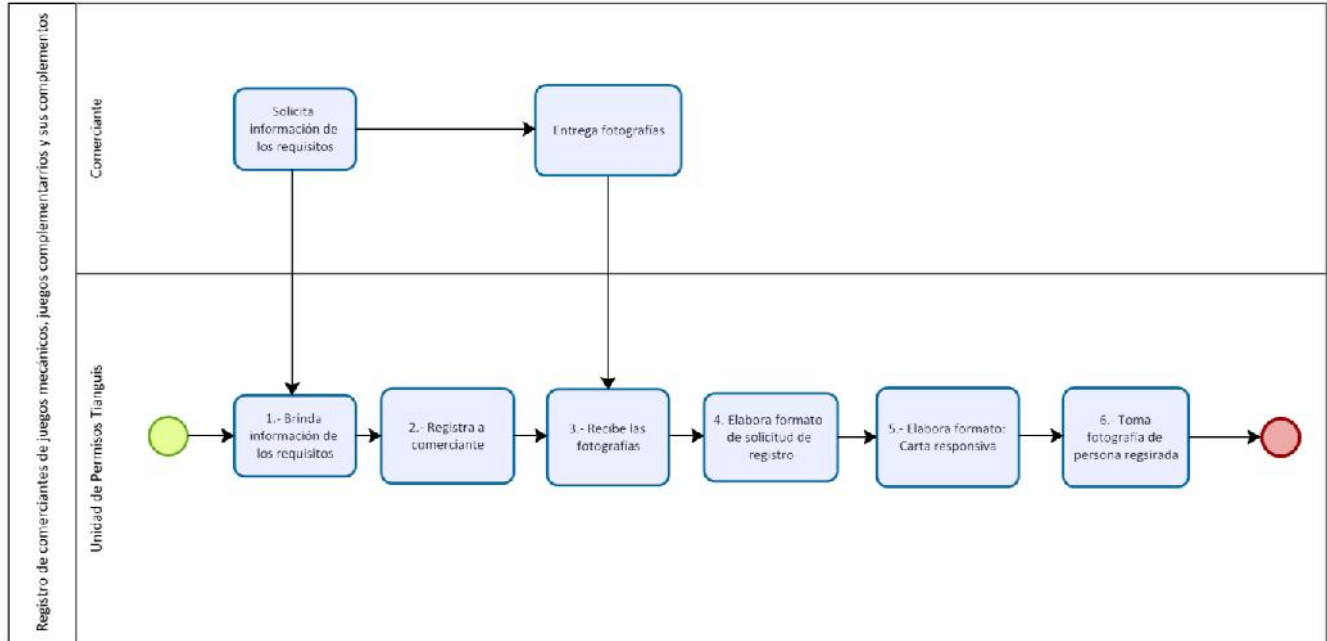 Registro de comerciantes de juegos mecánicos, juegos complementarrios y sus complementos
Comerciante
Solicita
información de
los requisitos
Entrega fotografías
Unidad de Permisos Tianguis
1.- Brinda
información de
los requisitos
2.- Registra a
comerciante
3.- Recibe las
fotografías
4. Elabora formato
de solicitud de
registro
5.- Elabora formato:
Carta responsiva
6.- Toma
fotografía de
persona regsirada